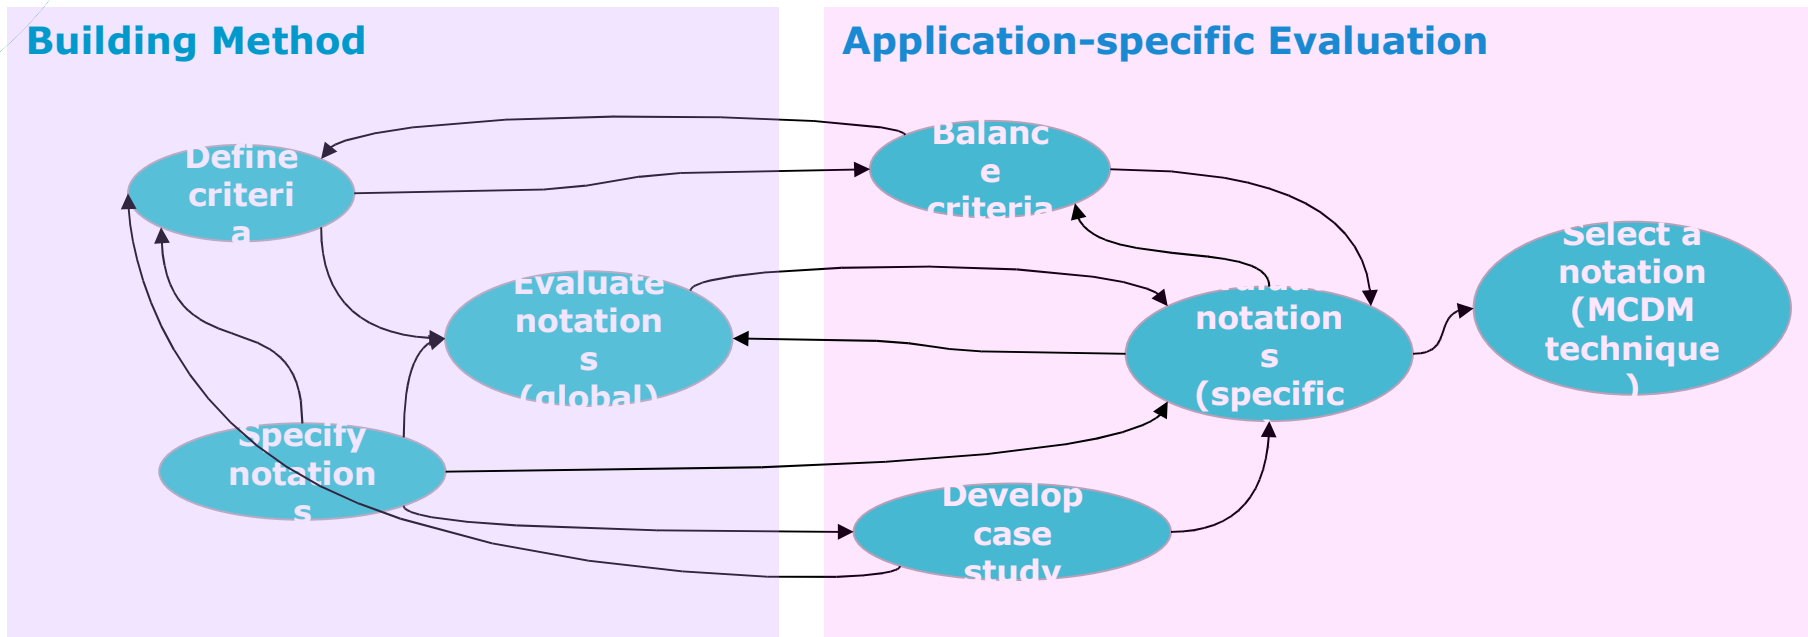 Building Method
Application-specific Evaluation
Define
criteri
a
Balanc
e
criteria
Evaluate
notation
s
(global)
notation
s
(specific
Select a
notation
(MCDM
technique
)
Specify
notation
s
Develop
case
study